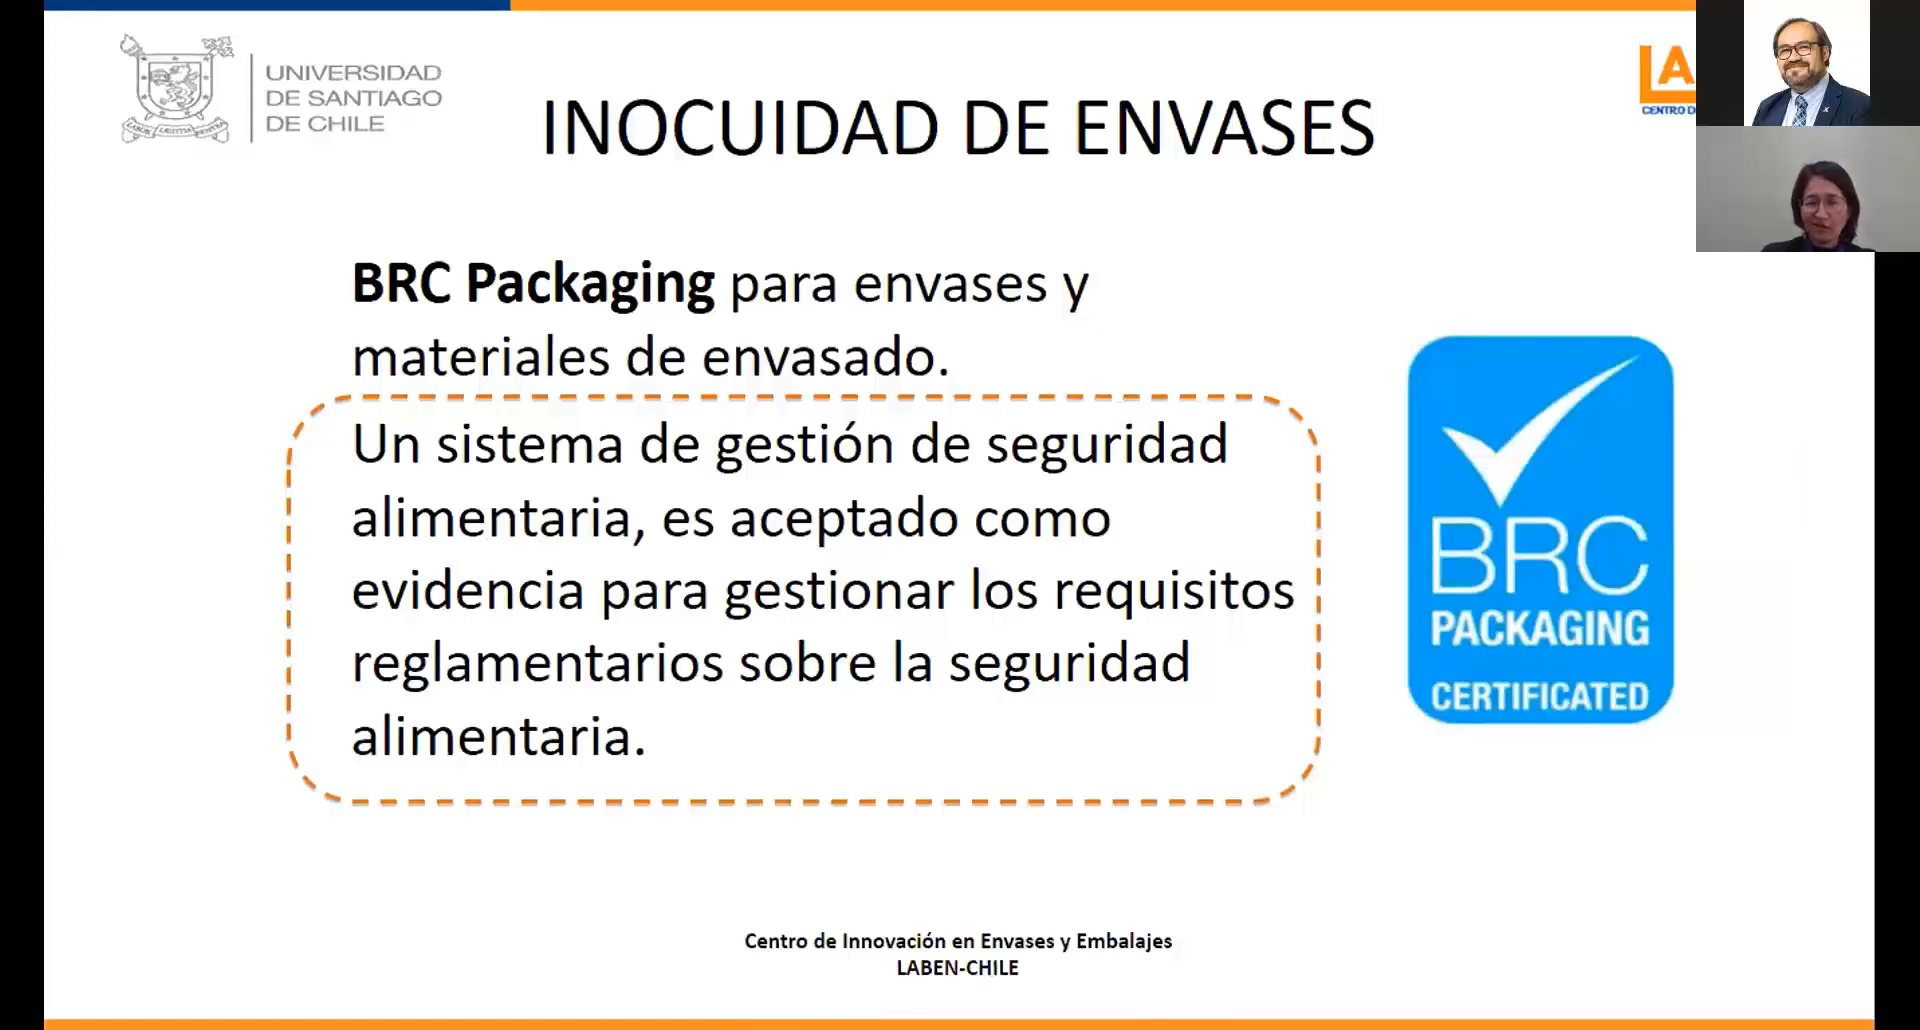 UNIVERSIDAD
DE SANTIAGO
DE CHILE
INOCUIDAD DE ENVASES
LA
CENTRO D
BRC Packaging para envases y
materiales de envasado.
Un sistema de gestión de seguridad
alimentaria, es aceptado como
evidencia para gestionar los requisitos
reglamentarios sobre la seguridad
alimentaria.
BRC
PACKAGING
CERTIFICATED
Centro de Innovación en Envases y Embalajes
LABEN-CHILE